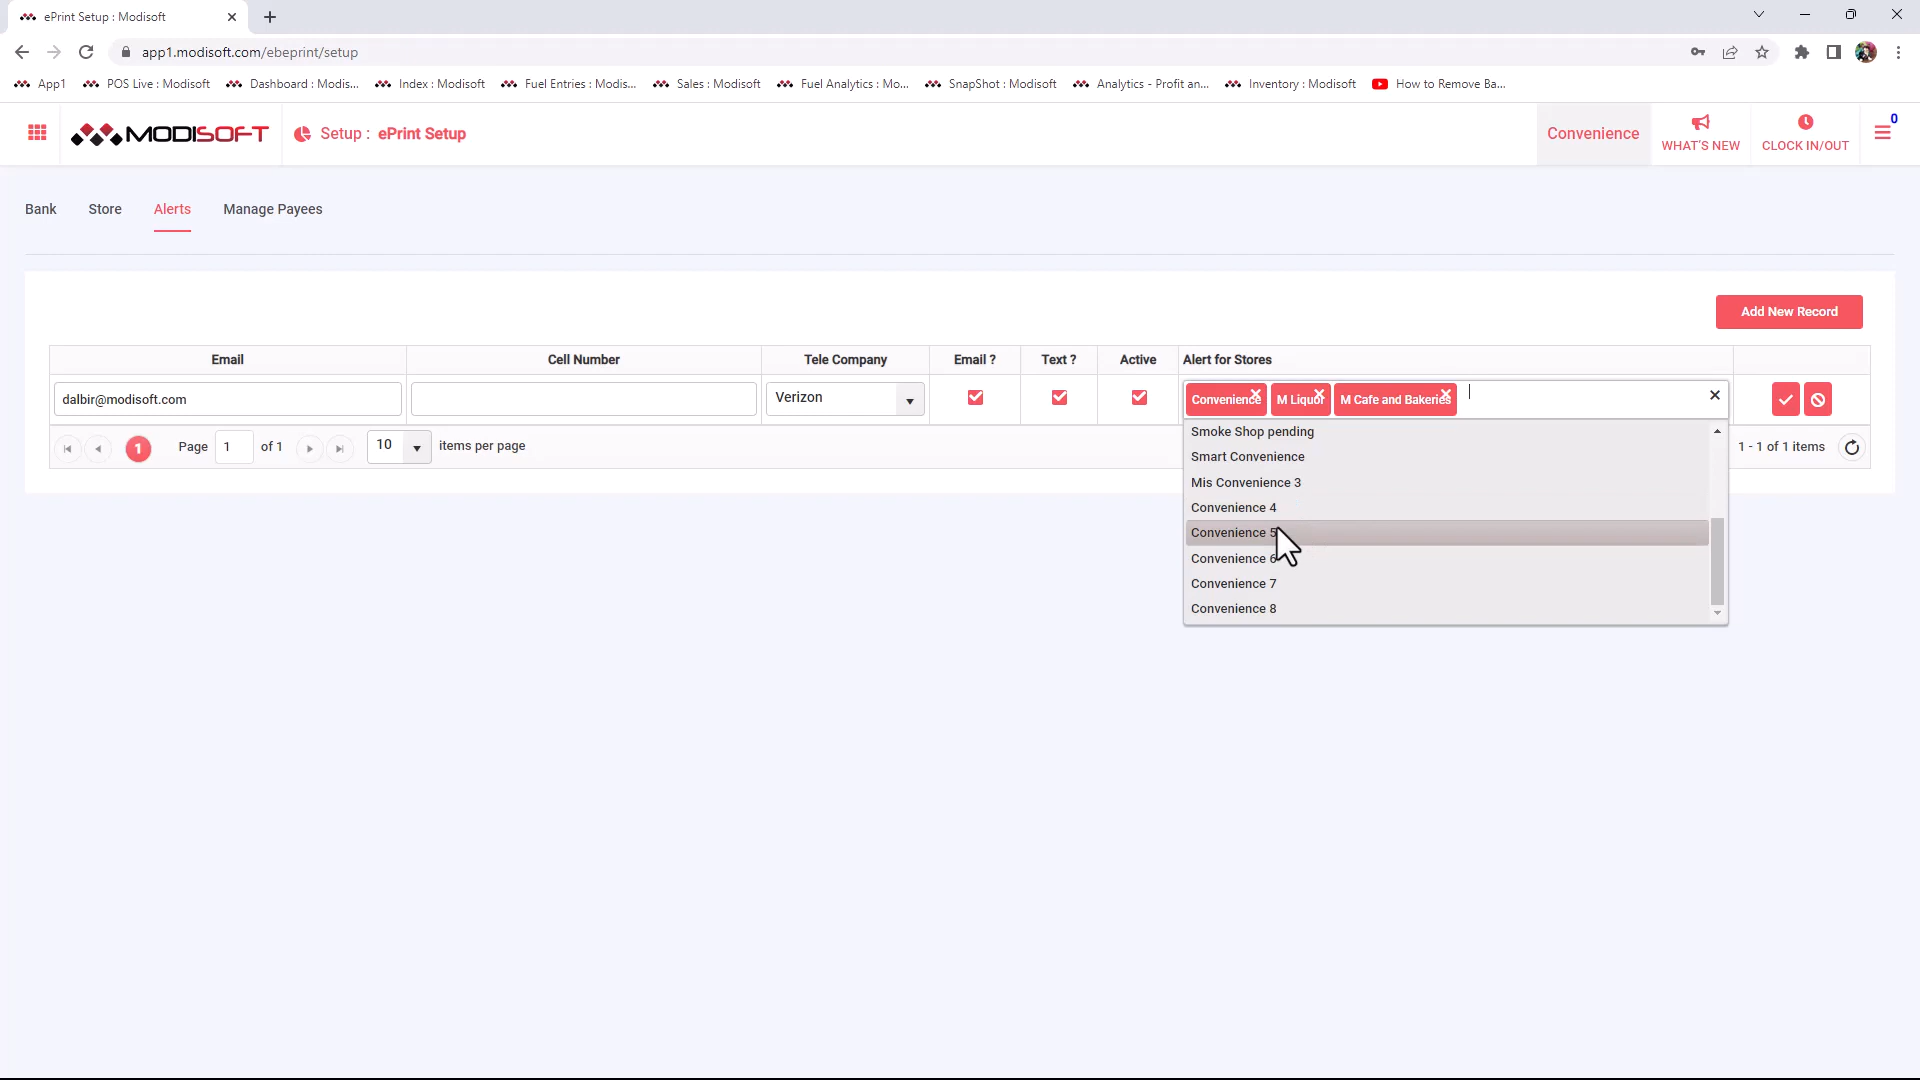 ePrint Setup : Modisoft
app1.modisoft.com/ebeprint/setup
App1 POS Live : Modisoft Dashboard : Modis... Index : Modisoft Fuel Entries : Modis... Sales : Modisoft Fuel Analytics : Mo... SnapShot : Modisoft Analytics - Profit an... Inventory : Modisoft How to Remove Ba...
MODISOFT Setup : ePrint Setup Convenience WHAT'S NEW CLOCK IN/OUT 0
Bank Store Alerts Manage Payees
Add New Record
Email Cell Number Tele Company Email ? Text ? Active Alert for Stores
dalbir@modisoft.com Verizon Convenience M Liquor M Cafe and Bakeries
1 Page 1 of 1 10 items per page 1 - 1 of 1 items
Smoke Shop pending
Smart Convenience
Mis Convenience 3
Convenience 4
Convenience 5
Convenience 6
Convenience 7
Convenience 8